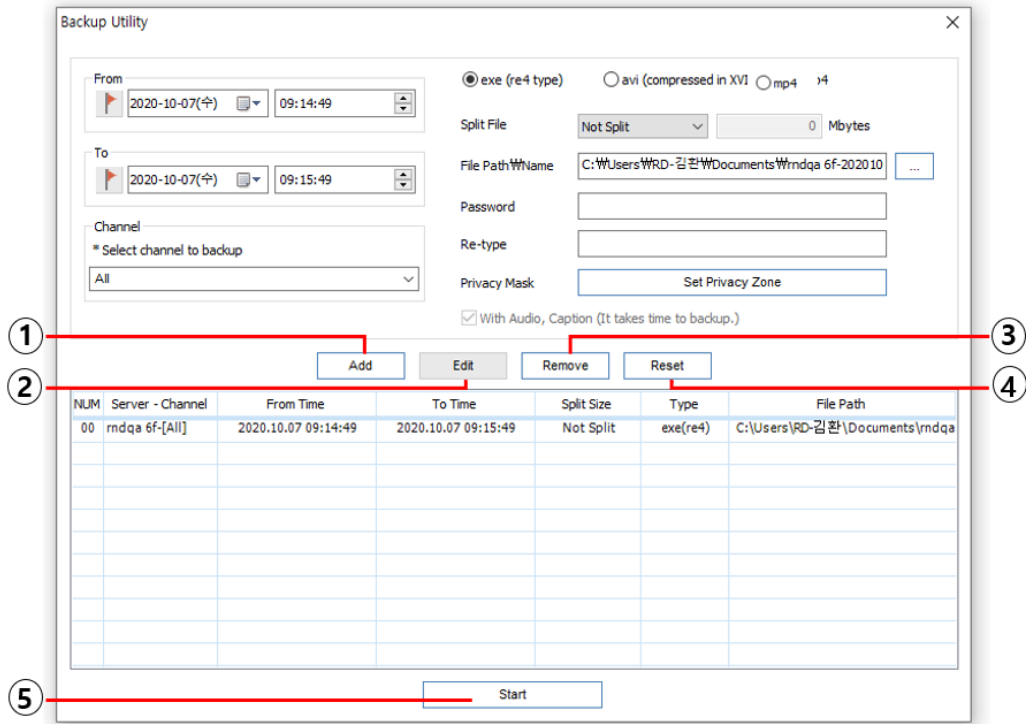 Backup Utility
From
2020-10-07(수)
09:14:49
To
2020-10-07(수)
09:15:49
Channel
* Select channel to backup
All
exe (re4 type)
avi (compressed in XVI
mp4
Split File
Not Split
0
Mbytes
File Path₩Name
C:₩Users₩RD-김환₩Documents₩rndqa 6f-202010
...
Password
Re-type
Privacy Mask
Set Privacy Zone
With Audio, Caption (It takes time to backup.)
① ③
Add Edit Remove Reset
② ④
NUM Server - Channel From Time To Time Split Size Type File Path
00 rndqa 6f-[All] 2020.10.07 09:14:49 2020.10.07 09:15:49 Not Split exe(re4) C:\Users\RD-김환\Documents\rndqa
⑤ Start